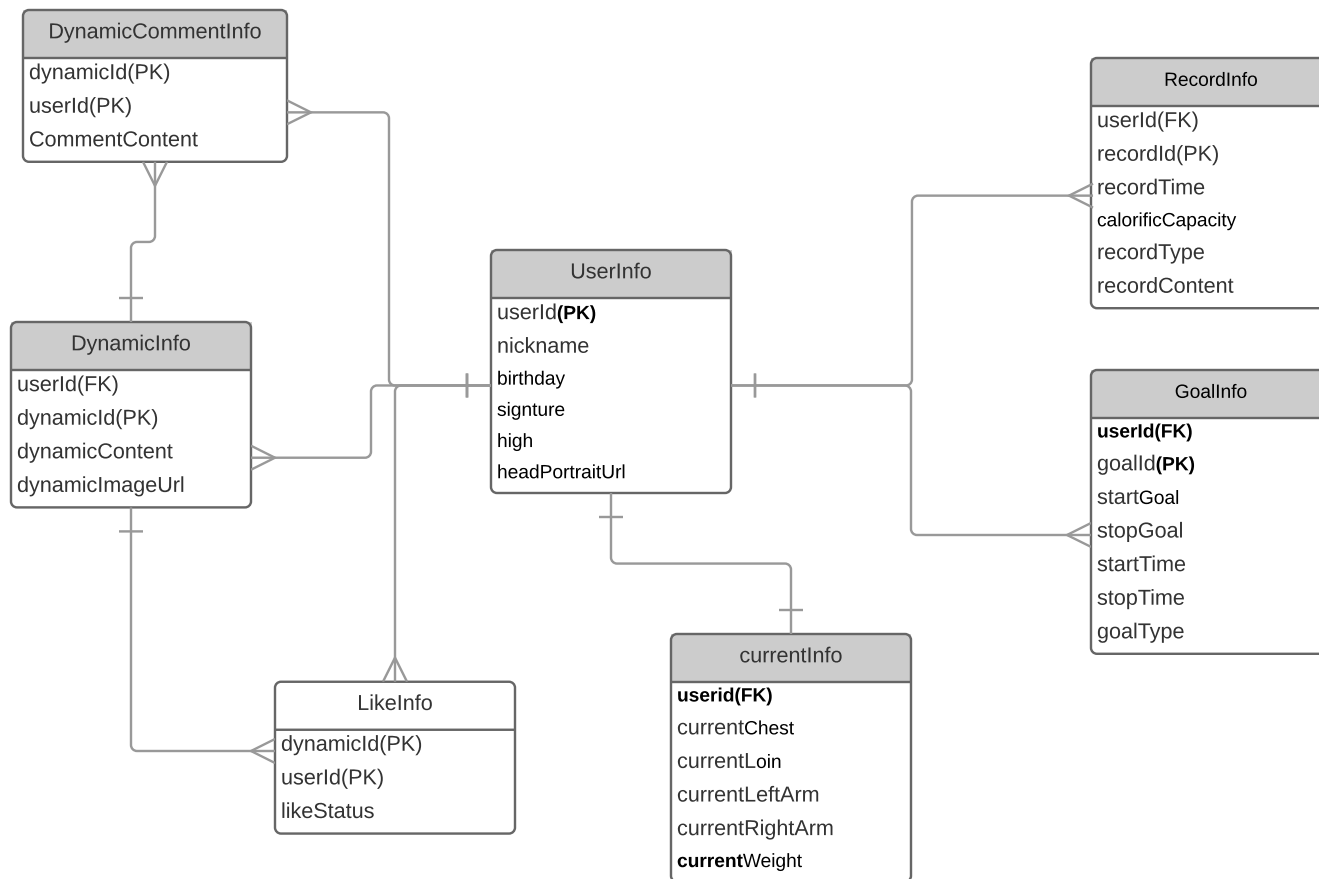 DynamicCommentInfo
dynamicId(PK)
userId(PK)
CommentContent
DynamicInfo
userId(FK)
dynamicId(PK)
dynamicContent
dynamicImageUrl
LikeInfo
dynamicId(PK)
userId(PK)
likeStatus
UserInfo
userId(PK)
nickname
birthday
signture
high
headPortraitUrl
currentInfo
userid(FK)
currentChest
currentLoin
currentLeftArm
currentRightArm
currentWeight
RecordInfo
userId(FK)
recordId(PK)
recordTime
calorificCapacity
recordType
recordContent
GoalInfo
userId(FK)
goalId(PK)
startGoal
stopGoal
startTime
stopTime
goalType